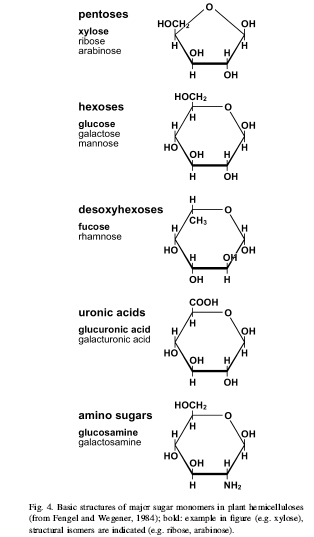 pentoses
xylose
ribose
arabinose
O
HOCH2
OH
H
OH
H
H
H
OH
hexoses
glucose
galactose
mannose
HOCH2
O
H
H
OH
HO
OH
H
H
H
OH
desoxyhexoses
fucose
rhamnose
H
O
CH3
H
H
HO
H
OH
OH
OH
H
uronic acids
glucuronic acid
galacturonic acid
COOH
O
H
H
OH
HO
OH
H
H
H
OH
amino sugars
glucosamine
galactosamine
HOCH2
O
H
H
OH
HO
OH
H
H
H
NH2
Fig. 4. Basic structures of major sugar monomers in plant hemicelluloses
(from Fengel and Wegener, 1984); bold: example in figure (e.g. xylose),
structural isomers are indicated (e.g. ribose, arabinose).